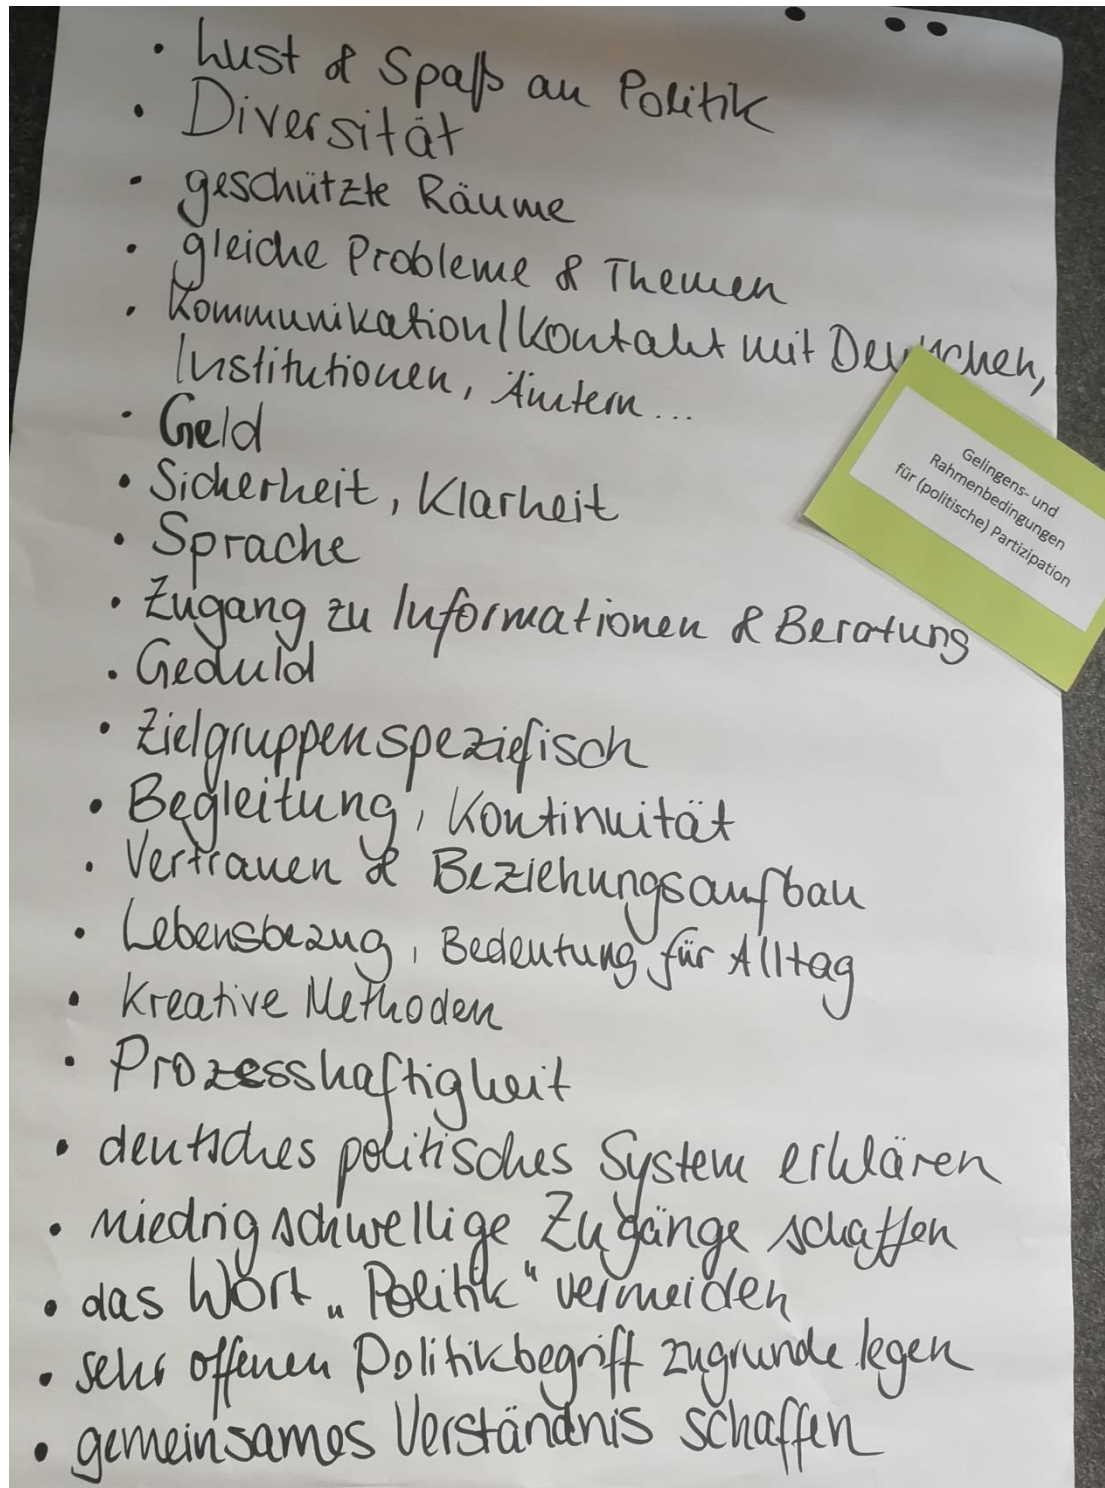 • Lust & Spaß an Politik
• Diversität
• geschützte Räume
• gleiche Probleme & Themen
• Kommunikation/Kontakt mit Deutschen,
Institutionen, Ämtern...
• Geld
• Sicherheit, Klarheit
• Sprache
• Zugang zu Informationen & Beratung
• Geduld
• Zielgruppenspezifisch
• Begleitung, Kontinuität
• Vertrauen & Beziehungsaufbau
• Lebensbezug, Bedeutung für Alltag
• Kreative Methoden
• Prozesshaftigkeit
• deutsches politisches System erklären
• niedrigschwellige Zugänge schaffen
• das Wort „Politik“ vermeiden
• sehr offenen Politikbegriff zugrunde legen
• gemeinsames Verständnis schaffen
Gelingens- und
Rahmenbedingungen
für (politische) Partizipation